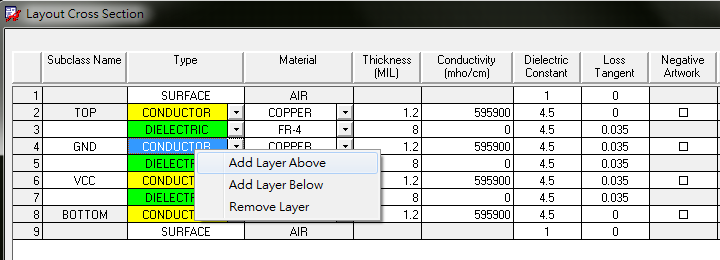 Layout Cross Section
Subclass Name Type Material Thickness (MIL) Conductivity (mho/cm) Dielectric Constant Loss Tangent Negative Artwork
1 SURFACE AIR 1 0
2 TOP CONDUCTOR COPPER 1.2 595900 4.5 0
3 DIELECTRIC FR-4 8 0 4.5 0.035
4 GND CONDUCTOR COPPER 1.2 595900 4.5 0
5 DIELECTR 8 0 4.5 0.035
6 VCC CONDUCT 1.2 595900 4.5 0
7 DIELECTR 8 0 4.5 0.035
8 BOTTOM CONDUCT 1.2 595900 4.5 0
9 SURFACE AIR 1 0
Add Layer Above
Add Layer Below
Remove Layer